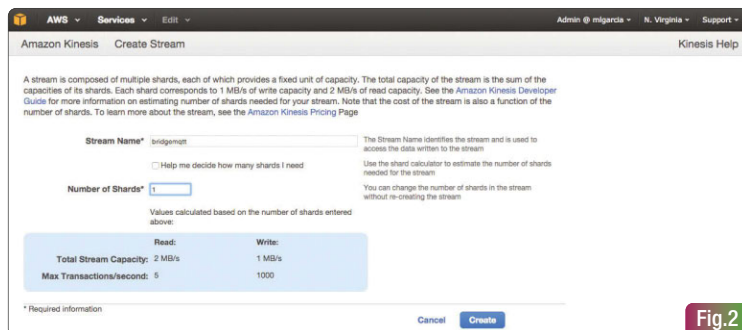 AWS Services Edit Admin @ mlgarcia N. Virginia Support
Amazon Kinesis Create Stream Kinesis Help
A stream is composed of multiple shards, each of which provides a fixed unit of capacity. The total capacity of the stream is the sum of the
capacities of its shards. Each shard corresponds to 1 MB/s of write capacity and 2 MB/s of read capacity. See the Amazon Kinesis Developer
Guide for more information on estimating number of shards needed for your stream. Note that the cost of the stream is also a function of the
number of shards. To learn more about the stream, see the Amazon Kinesis Pricing Page
Stream Name* bridgemqtt The Stream Name identifies the stream and is used to
access the data written to the stream
Help me decide how many shards I need Use the shard calculator to estimate the number of shards
needed for the stream
Number of Shards* 1 You can change the number of shards in the stream
without re-creating the stream
Values calculated based on the number of shards entered
above:
Read: Write:
Total Stream Capacity: 2 MB/s 1 MB/s
Max Transactions/second: 5 1000
* Required information
Cancel Create
Fig.2